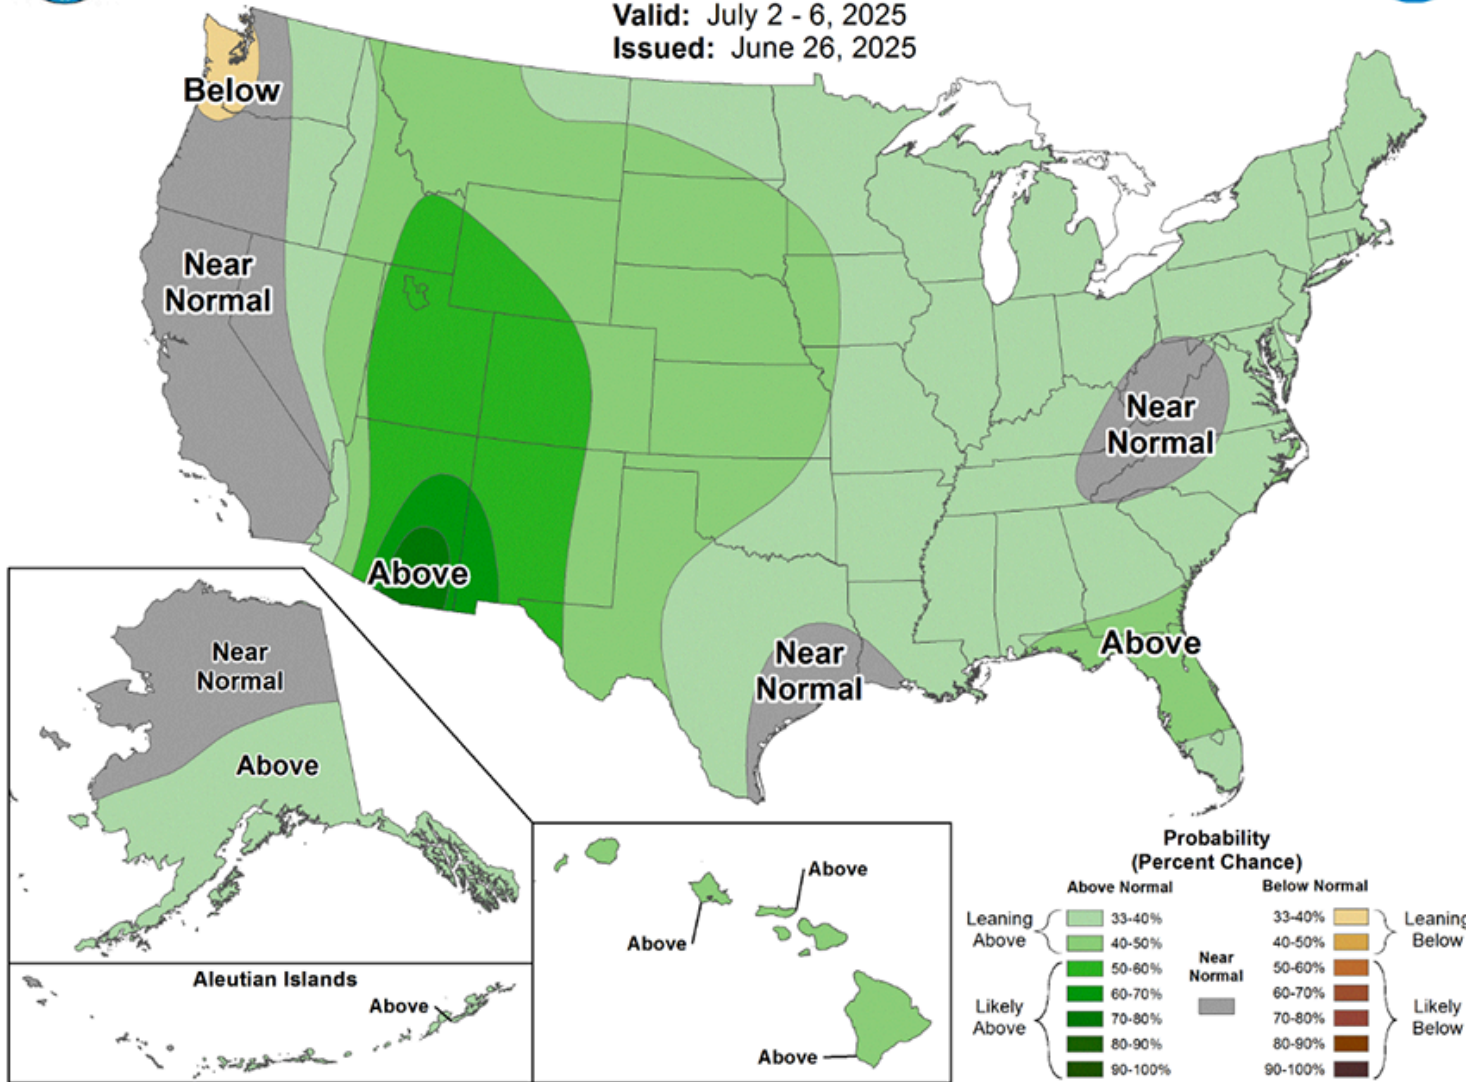 Valid: July 2 - 6, 2025
Issued: June 26, 2025
Below
Near
Normal
Near
Normal
Above
Near
Normal
Above
Near
Normal
Above
Aleutian Islands
Above
Above
Above
Above
Probability
(Percent Chance)
Above Normal
Below Normal
Leaning
Above
33-40%
40-50%
Likely
Above
50-60%
60-70%
70-80%
80-90%
90-100%
Near
Normal
33-40%
40-50%
Leaning
Below
50-60%
60-70%
70-80%
80-90%
90-100%
Likely
Below